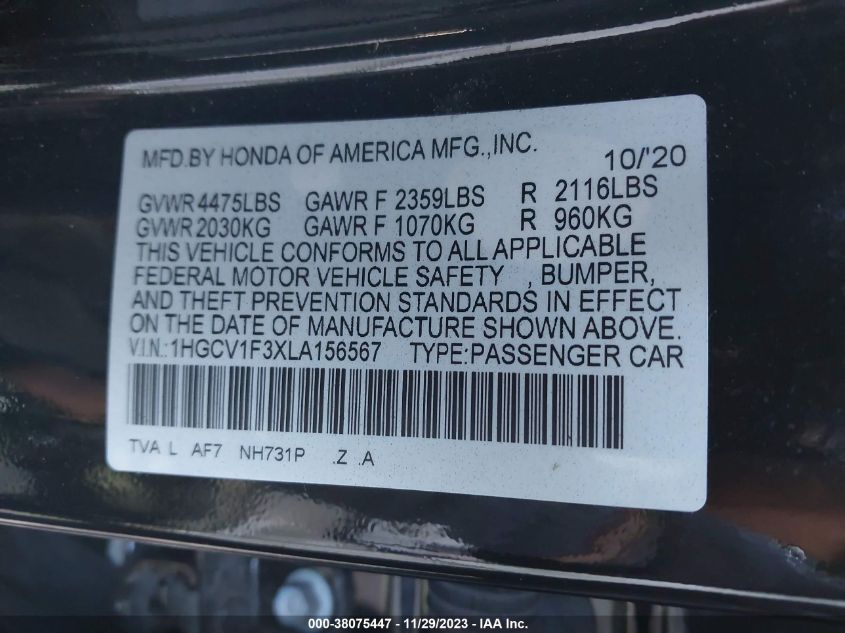 MFD.BY HONDA OF AMERICA MFG.,INC. 10/'20
GVWR 4475LBS GAWR F 2359LBS R 2116LBS
GVWR 2030KG GAWR F 1070KG R 960KG
THIS VEHICLE CONFORMS TO ALL APPLICABLE
FEDERAL MOTOR VEHICLE SAFETY , BUMPER,
AND THEFT PREVENTION STANDARDS IN EFFECT
ON THE DATE OF MANUFACTURE SHOWN ABOVE.
V.I.N.:1HGCV1F3XLA156567 TYPE:PASSENGER CAR
TVA L AF7 NH731P .Z .A
000-38075447 - 11/29/2023 - IAA Inc.